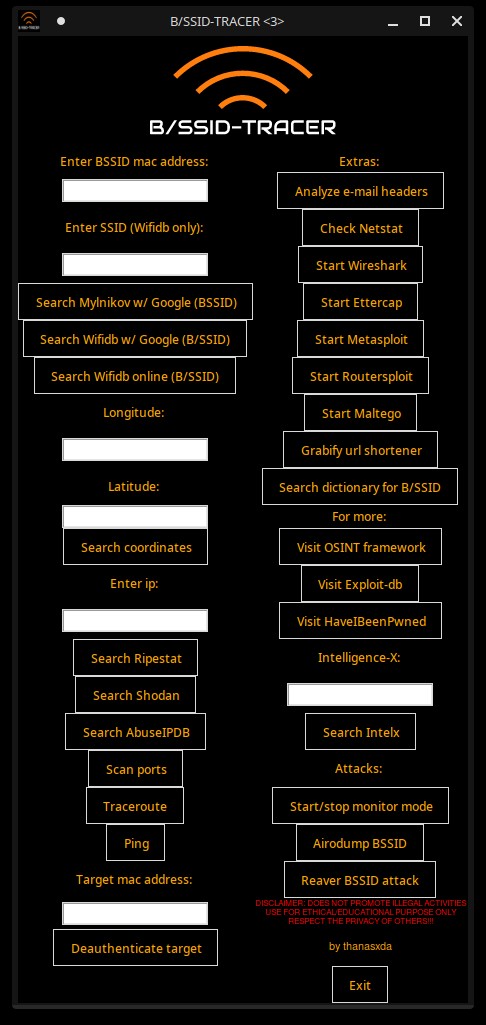 B/SSID-TRACER <3>
B/SSID-TRACER
Enter BSSID mac address:
Enter SSID (Wifidb only):
Search Mylnikov w/ Google (BSSID)
Search Wifidb w/ Google (B/SSID)
Search Wifidb online (B/SSID)
Longitude:
Latitude:
Search coordinates
Enter ip:
Search Ripestat
Search Shodan
Search AbuseIPDB
Scan ports
Traceroute
Ping
Target mac address:
Deauthenticate target
Extras:
Analyze e-mail headers
Check Netstat
Start Wireshark
Start Ettercap
Start Metasploit
Start Routersploit
Start Maltego
Grabify url shortener
Search dictionary for B/SSID
For more:
Visit OSINT framework
Visit Exploit-db
Visit HaveIBeenPwned
Intelligence-X:
Search Intelx
Attacks:
Start/stop monitor mode
Airodump BSSID
Reaver BSSID attack
DISCLAIMER: DOES NOT PROMOTE ILLEGAL ACTIVITIES
USE FOR ETHICAL/EDUCATIONAL PURPOSE ONLY
RESPECT THE PRIVACY OF OTHERS!!!
by thanasxda
Exit